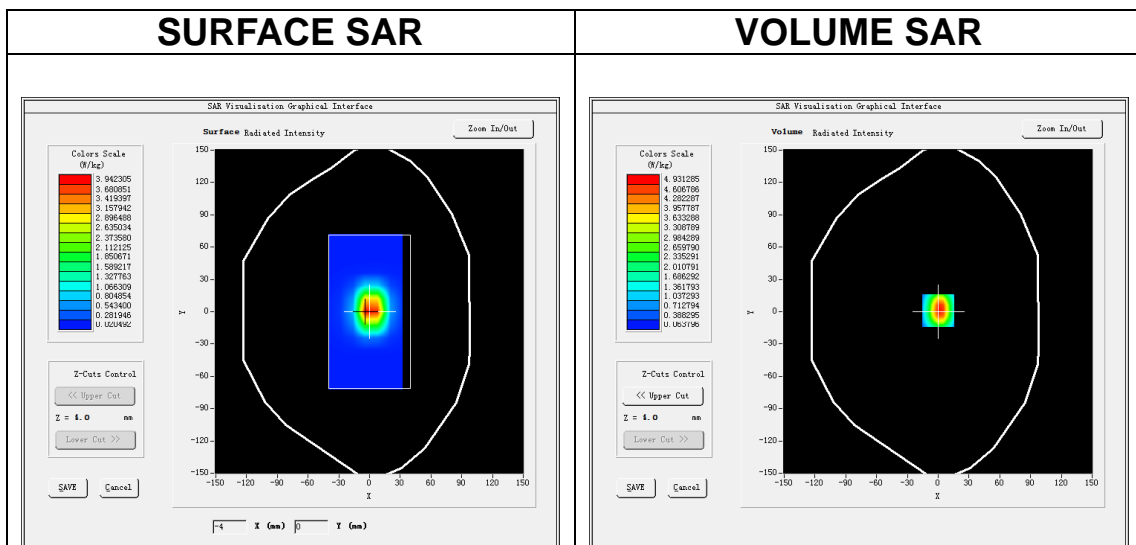 SURFACE SAR
SAR Visualisation Graphical Interface
Surface Radiated Intensity
Zoom In/Out
Colors Scale
(W/kg)
3.942305
3.680851
3.419397
3.157942
2.896488
2.635034
2.373580
2.112125
1.850671
1.589217
1.327763
1.066309
0.804854
0.543400
0.281946
0.020492
150
120
90
60
30
0
-30
-60
-90
-120
-150
Y
-150 -120 -90 -60 -30 0 30 60 90 120 150
X
Z-Cuts Control
<< Upper Cut
Z = 4.0 mm
Lower Cut >>
SAVE Cancel
-4 X (mm) 0 Y (mm)
VOLUME SAR
SAR Visualisation Graphical Interface
Volume Radiated Intensity
Zoom In/Out
Colors Scale
(W/kg)
4.931285
4.606786
4.282287
3.957787
3.633288
3.308789
2.984289
2.659790
2.335291
2.010791
1.686292
1.361793
1.037293
0.712794
0.388295
0.063796
150
120
90
60
30
0
-30
-60
-90
-120
-150
Y
-150 -120 -90 -60 -30 0 30 60 90 120 150
X
Z-Cuts Control
<< Upper Cut
Z = 4.0 mm
Lower Cut >>
SAVE Cancel